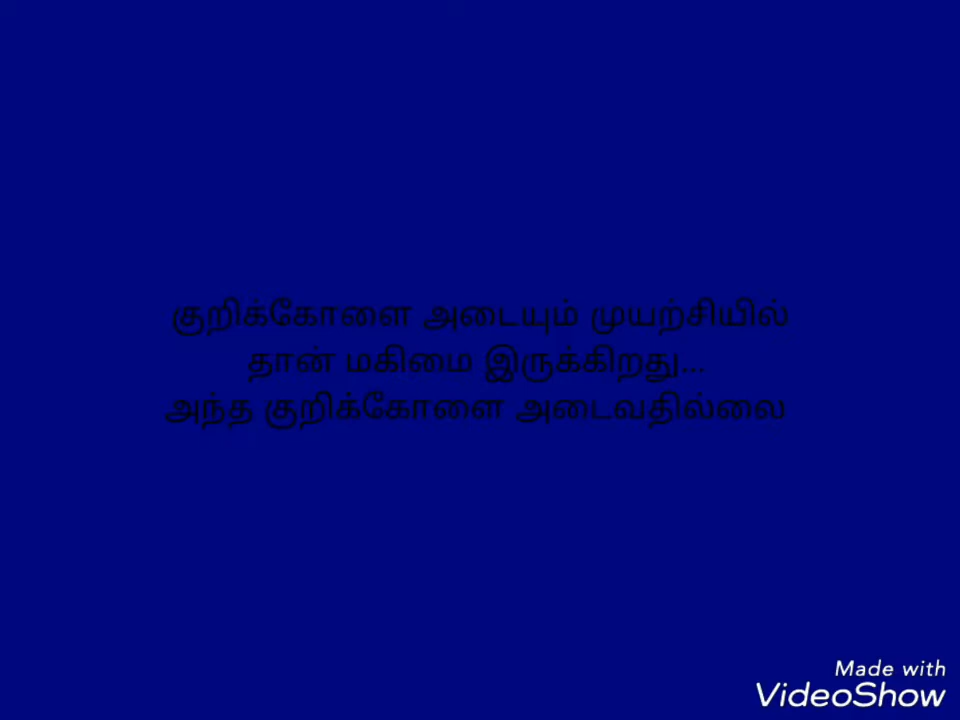 குறிக்கோளை அடையும் முயற்சியில்
தான் மகிமை இருக்கிறது...
அந்த குறிக்கோளை அடைவதில்லை
Made with
VideoShow